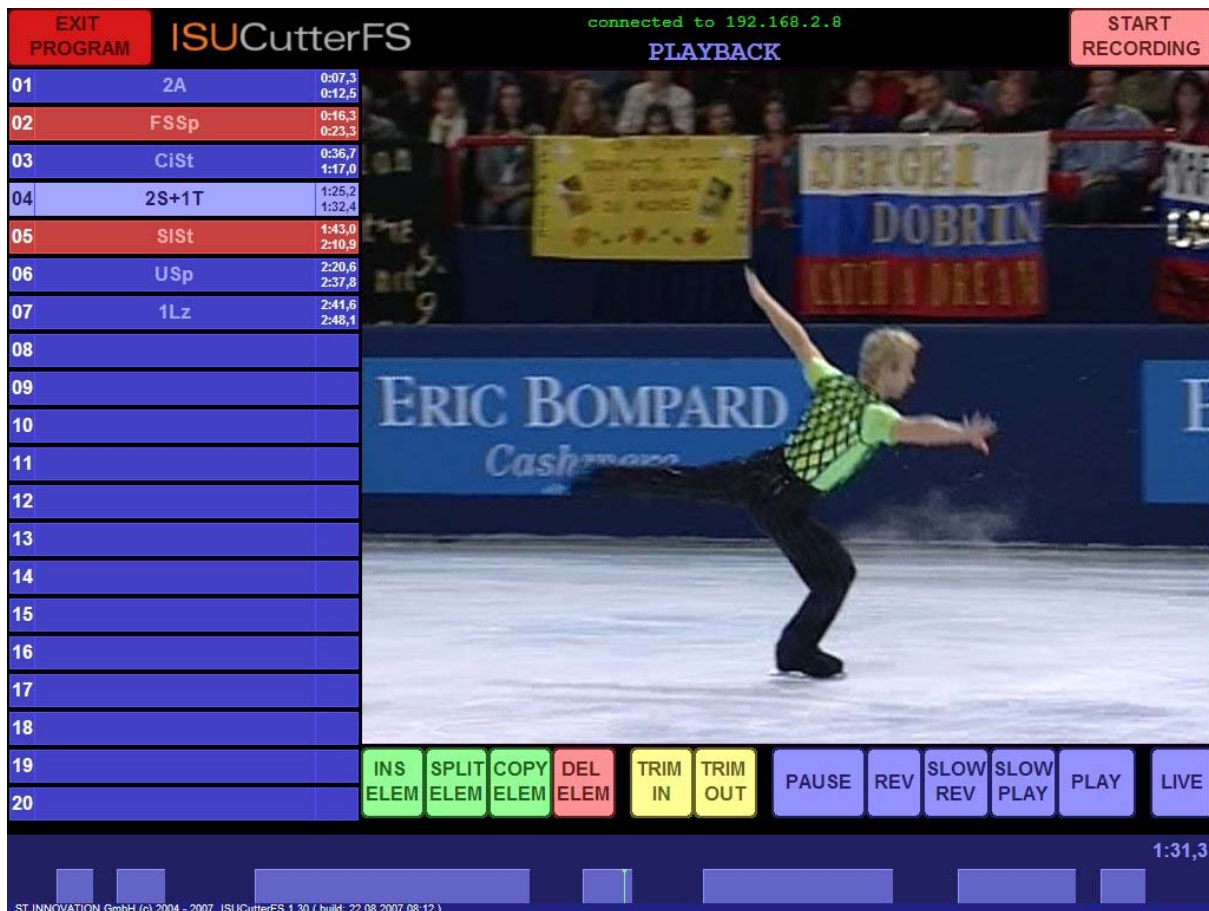 EXIT
PROGRAM
ISUCutterFS
connected to 192.168.2.8
PLAYBACK
START
RECORDING
01 2A 0:07,3
0:12,5
02 FSSp 0:16,3
0:23,3
03 CiSt 0:36,7
1:17,0
04 2S+1T 1:25,2
1:32,4
05 SlSt 1:43,0
2:10,9
06 USp 2:20,6
2:37,8
07 1Lz 2:41,6
2:48,1
08
09
10
11
12
13
14
15
16
17
18
19
20
BONHEUR
SERGEI
DOBRIN
CATCH A DREAM
ERIC BOMPARD
Cashmere
INS
ELEM
SPLIT
ELEM
COPY
ELEM
DEL
ELEM
TRIM
IN
TRIM
OUT
PAUSE
REV
SLOW
REV
SLOW
PLAY
PLAY
LIVE
1:31,3
ST INNOVATION GmbH (c) 2004 - 2007 ISUCutterFS 1.30 ( build: 22.08.2007 08:12 )